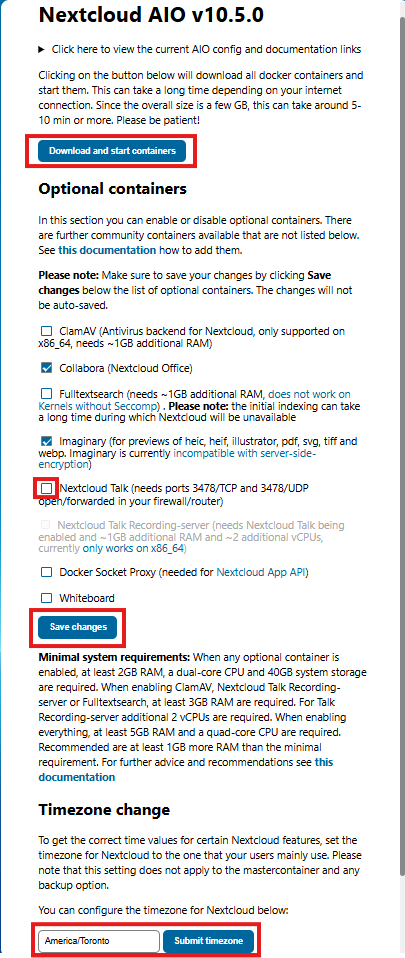 Nextcloud AIO v10.5.0
Click here to view the current AIO config and documentation links
Clicking on the button below will download all docker containers and
start them. This can take a long time depending on your internet
connection. Since the overall size is a few GB, this can take around 5-
10 min or more. Please be patient!
Download and start containers
Optional containers
In this section you can enable or disable optional containers. There
are further community containers available that are not listed below.
See this documentation how to add them.
Please note: Make sure to save your changes by clicking Save
changes below the list of optional containers. The changes will not
be auto-saved.
ClamAV (Antivirus backend for Nextcloud, only supported on
x86_64, needs ~1GB additional RAM)
Collabora (Nextcloud Office)
Fulltextsearch (needs ~1GB additional RAM, does not work on
Kernels without Seccomp) . Please note: the initial indexing can take
a long time during which Nextcloud will be unavailable
Imaginary (for previews of heic, heif, illustrator, pdf, svg, tiff and
webp. Imaginary is currently incompatible with server-side-
encryption)
Nextcloud Talk (needs ports 3478/TCP and 3478/UDP
open/forwarded in your firewall/router)
Nextcloud Talk Recording-server (needs Nextcloud Talk being
enabled and ~1GB additional RAM and ~2 additional vCPUs,
currently only works on x86_64)
Docker Socket Proxy (needed for Nextcloud App API)
Whiteboard
Save changes
Minimal system requirements: When any optional container is
enabled, at least 2GB RAM, a dual-core CPU and 40GB system storage
are required. When enabling ClamAV, Nextcloud Talk Recording-
server or Fulltextsearch, at least 3GB RAM are required. For Talk
Recording-server additional 2 vCPUs are required. When enabling
everything, at least 5GB RAM and a quad-core CPU are required.
Recommended are at least 1GB more RAM than the minimal
requirement. For further advice and recommendations see this
documentation
Timezone change
To get the correct time values for certain Nextcloud features, set the
timezone for Nextcloud to the one that your users mainly use. Please
note that this setting does not apply to the mastercontainer and any
backup option.
You can configure the timezone for Nextcloud below:
America/Toronto Submit timezone